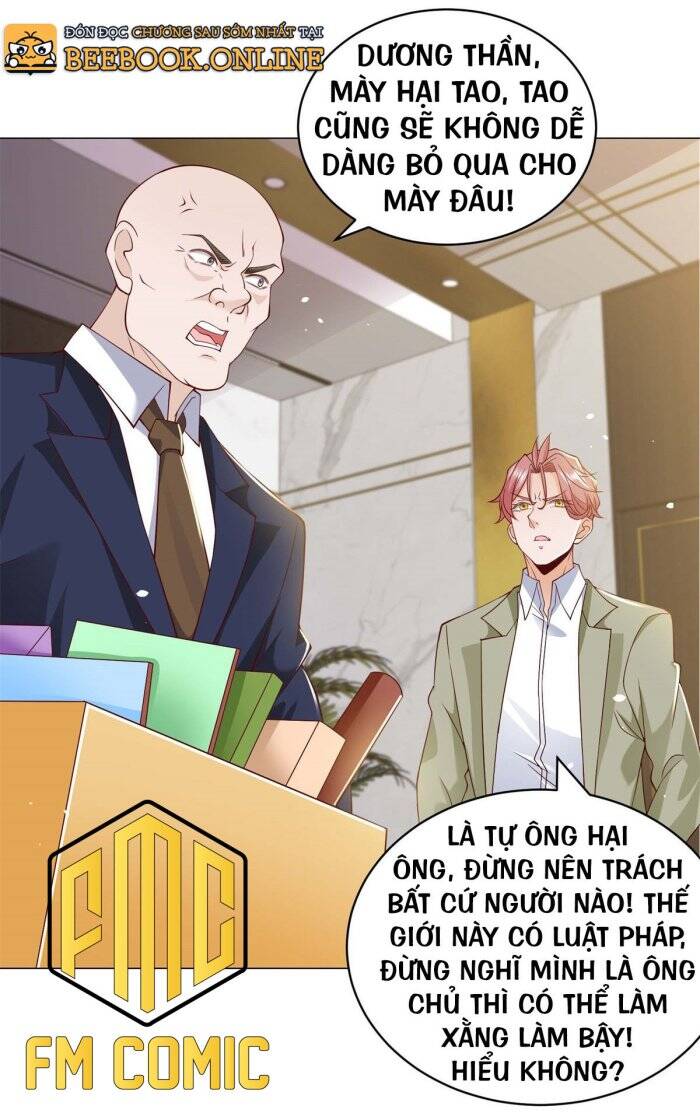 ĐÓN ĐỌC CHƯƠNG SAU SỚM NHẤT TẠI
BEEBOOK.ONLINE
DƯƠNG THẦN,
MÀY HẠI TAO, TAO
CŨNG SẼ KHÔNG DỄ
DÀNG BỎ QUA CHO
MÀY ĐÂU!
LÀ TỰ ÔNG HẠI
ÔNG, ĐỪNG NÊN TRÁCH
BẤT CỨ NGƯỜI NÀO! THẾ
GIỚI NÀY CÓ LUẬT PHÁP,
ĐỪNG NGHĨ MÌNH LÀ ÔNG
CHỦ THÌ CÓ THỂ LÀM
XẰNG LÀM BẬY!
HIỂU KHÔNG?
FMC
FM COMIC